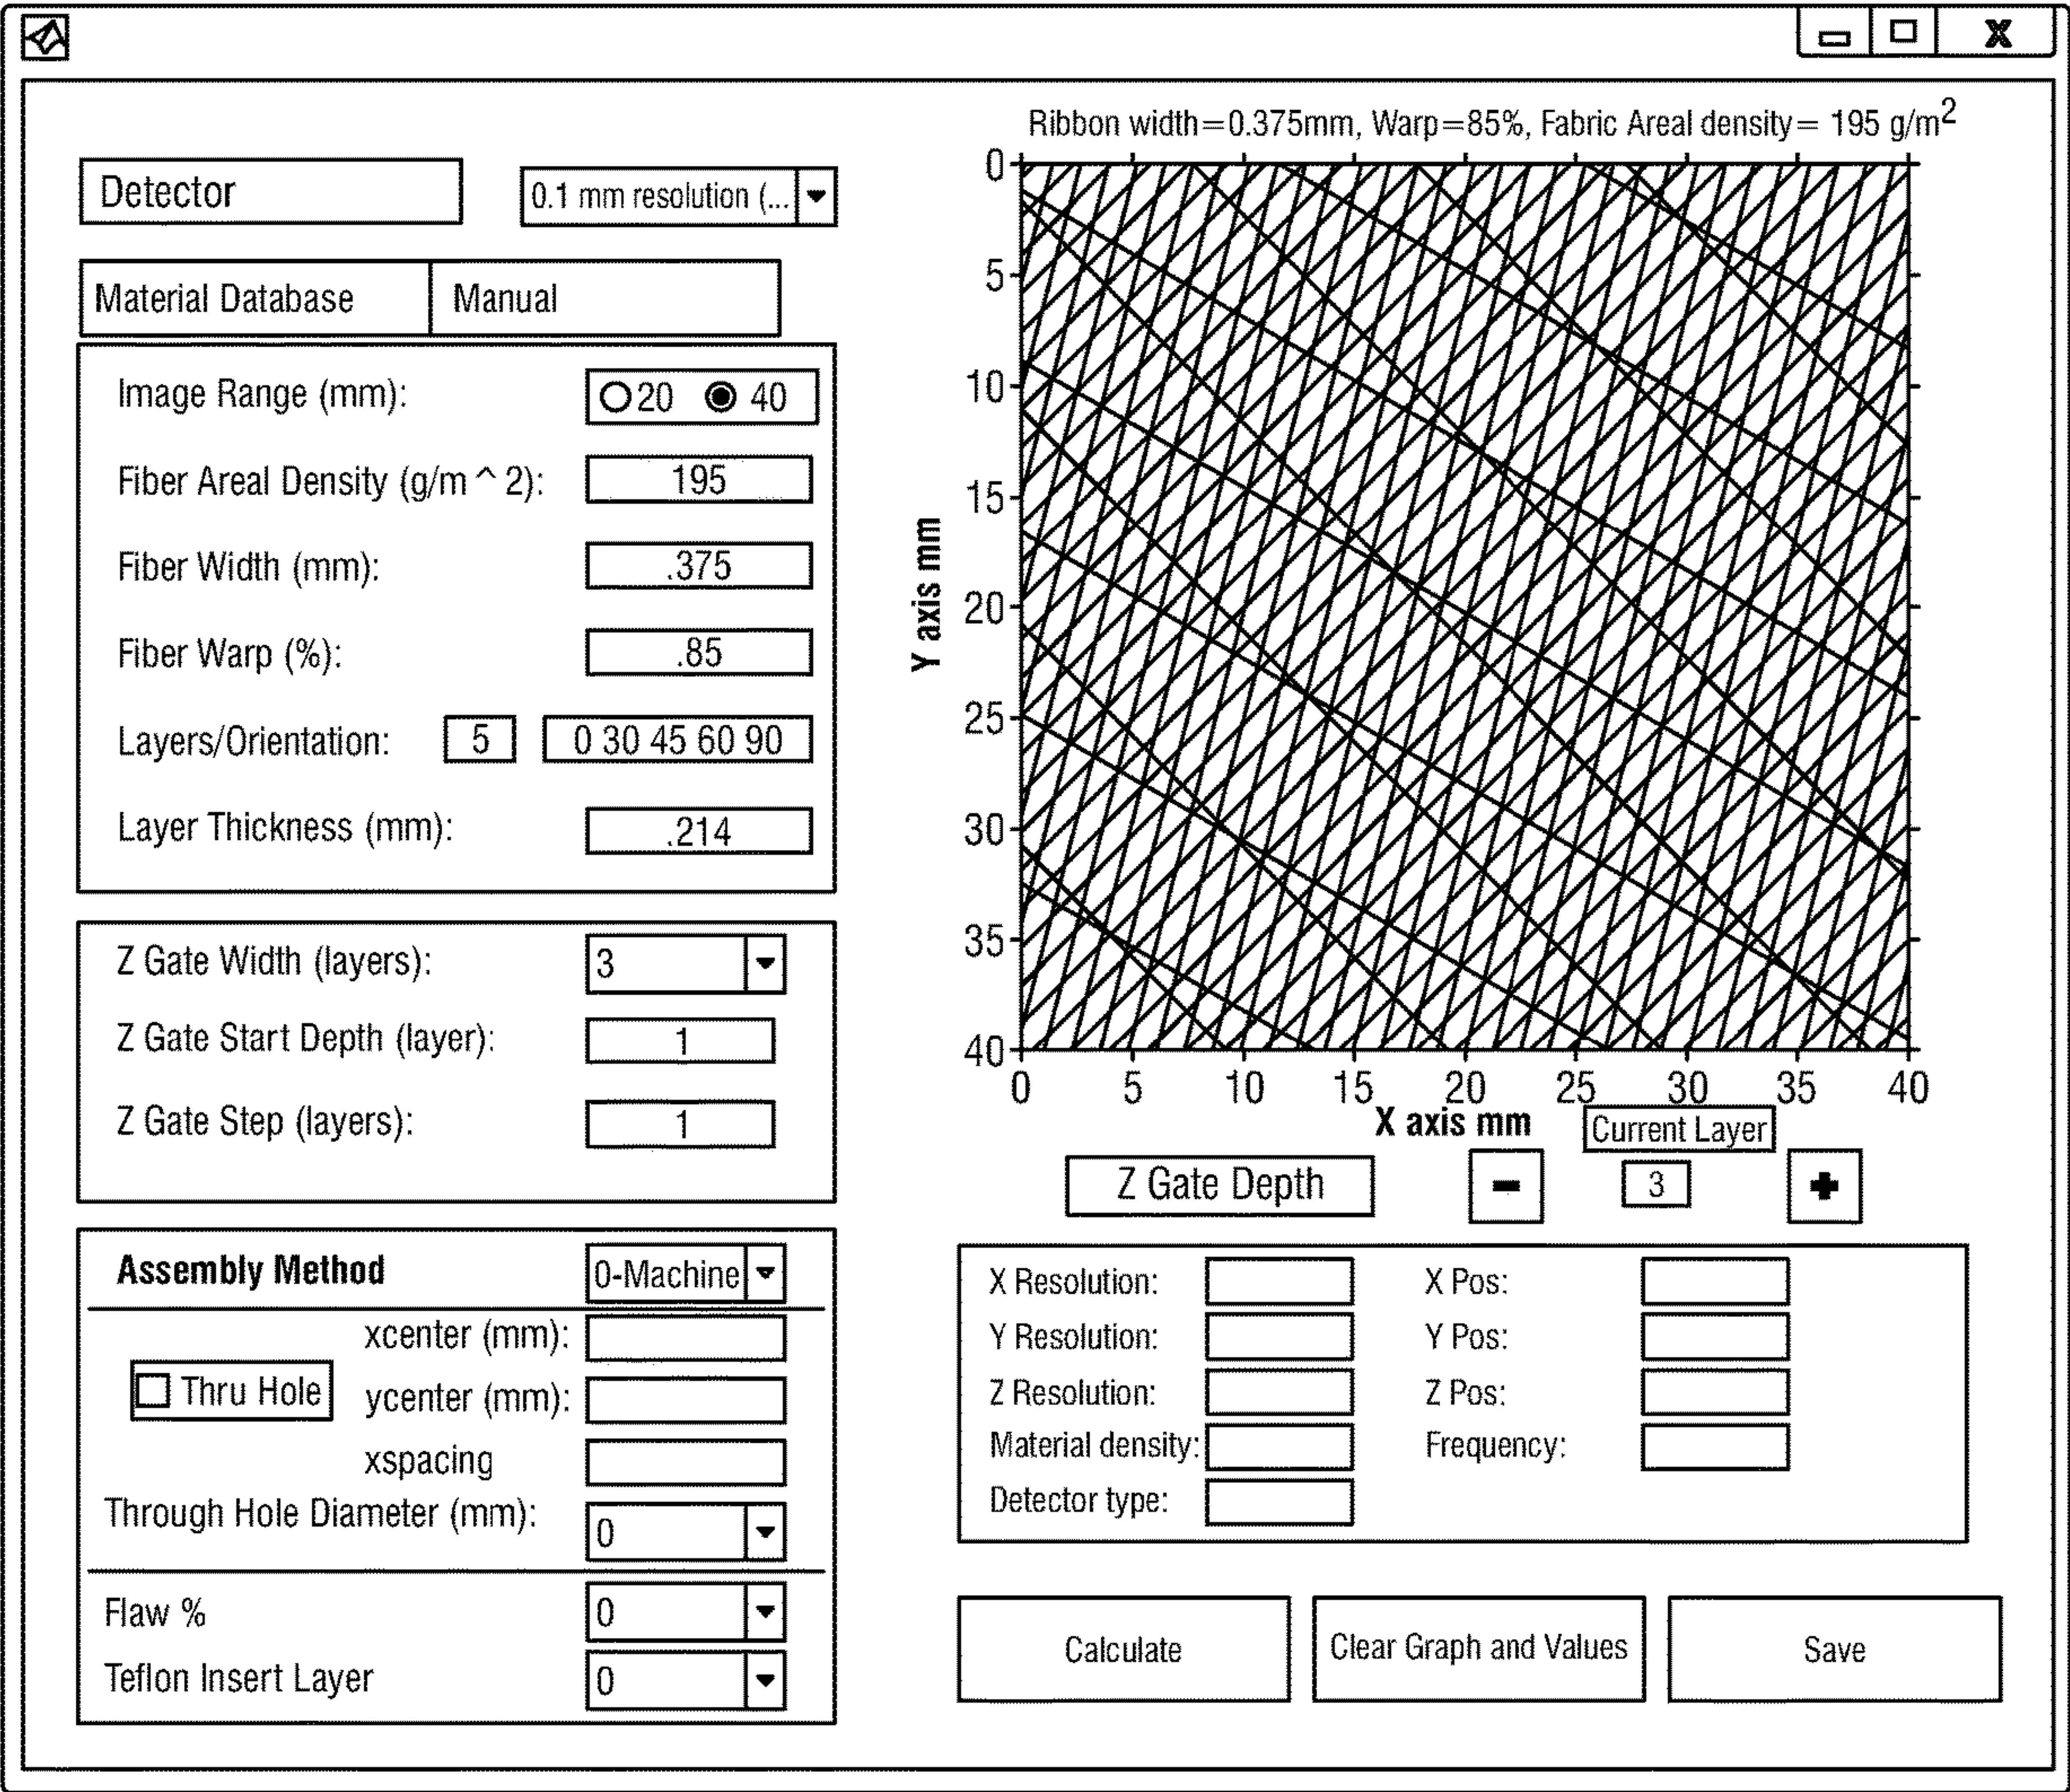 X
Detector
0.1 mm resolution (...
Material Database
Manual
Image Range (mm): 20 40
Fiber Areal Density (g/m ^ 2): 195
Fiber Width (mm): .375
Fiber Warp (%): .85
Layers/Orientation: 5 0 30 45 60 90
Layer Thickness (mm): .214
Z Gate Width (layers): 3
Z Gate Start Depth (layer): 1
Z Gate Step (layers): 1
Assembly Method 0-Machine
Thru Hole
xcenter (mm):
ycenter (mm):
xspacing
Through Hole Diameter (mm): 0
Flaw % 0
Teflon Insert Layer 0
Ribbon width=0.375mm, Warp=85%, Fabric Areal density= 195 g/m²
Y axis mm
0
5
10
15
20
25
30
35
40
0 5 10 15 20 25 30 35 40
X axis mm
Current Layer
Z Gate Depth - 3 +
X Resolution: X Pos:
Y Resolution: Y Pos:
Z Resolution: Z Pos:
Material density: Frequency:
Detector type:
Calculate Clear Graph and Values Save